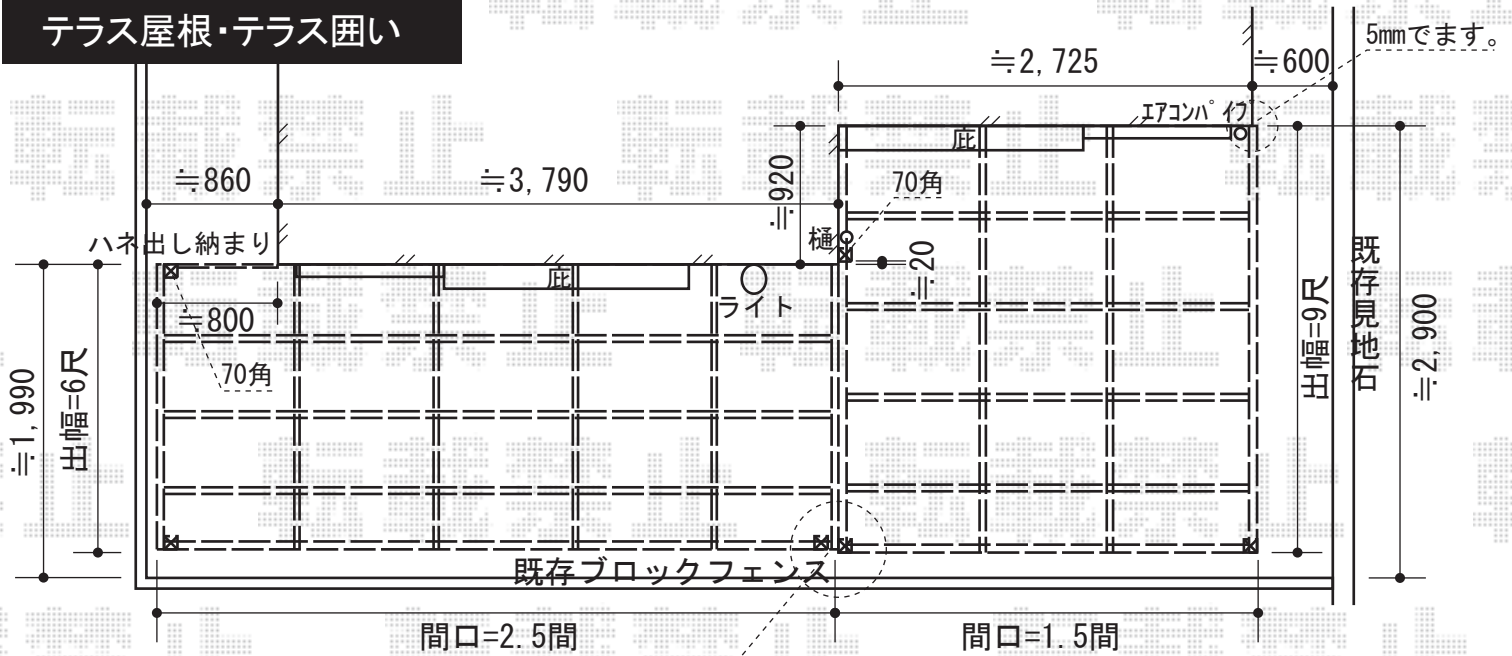 テラス屋根・テラス囲い
5mmでます。
≒2,725
≒600
エアコンパイプ
庇
≒860
≒3,790
≒920
70角
ハネ出し納まり
樋
≒20
庇
ライト
≒800
70角
≒1,990
出幅=6尺
出幅=9尺
既存見地石
≒2,900
既存ブロックフェンス
間口=2.5間
間口=1.5間